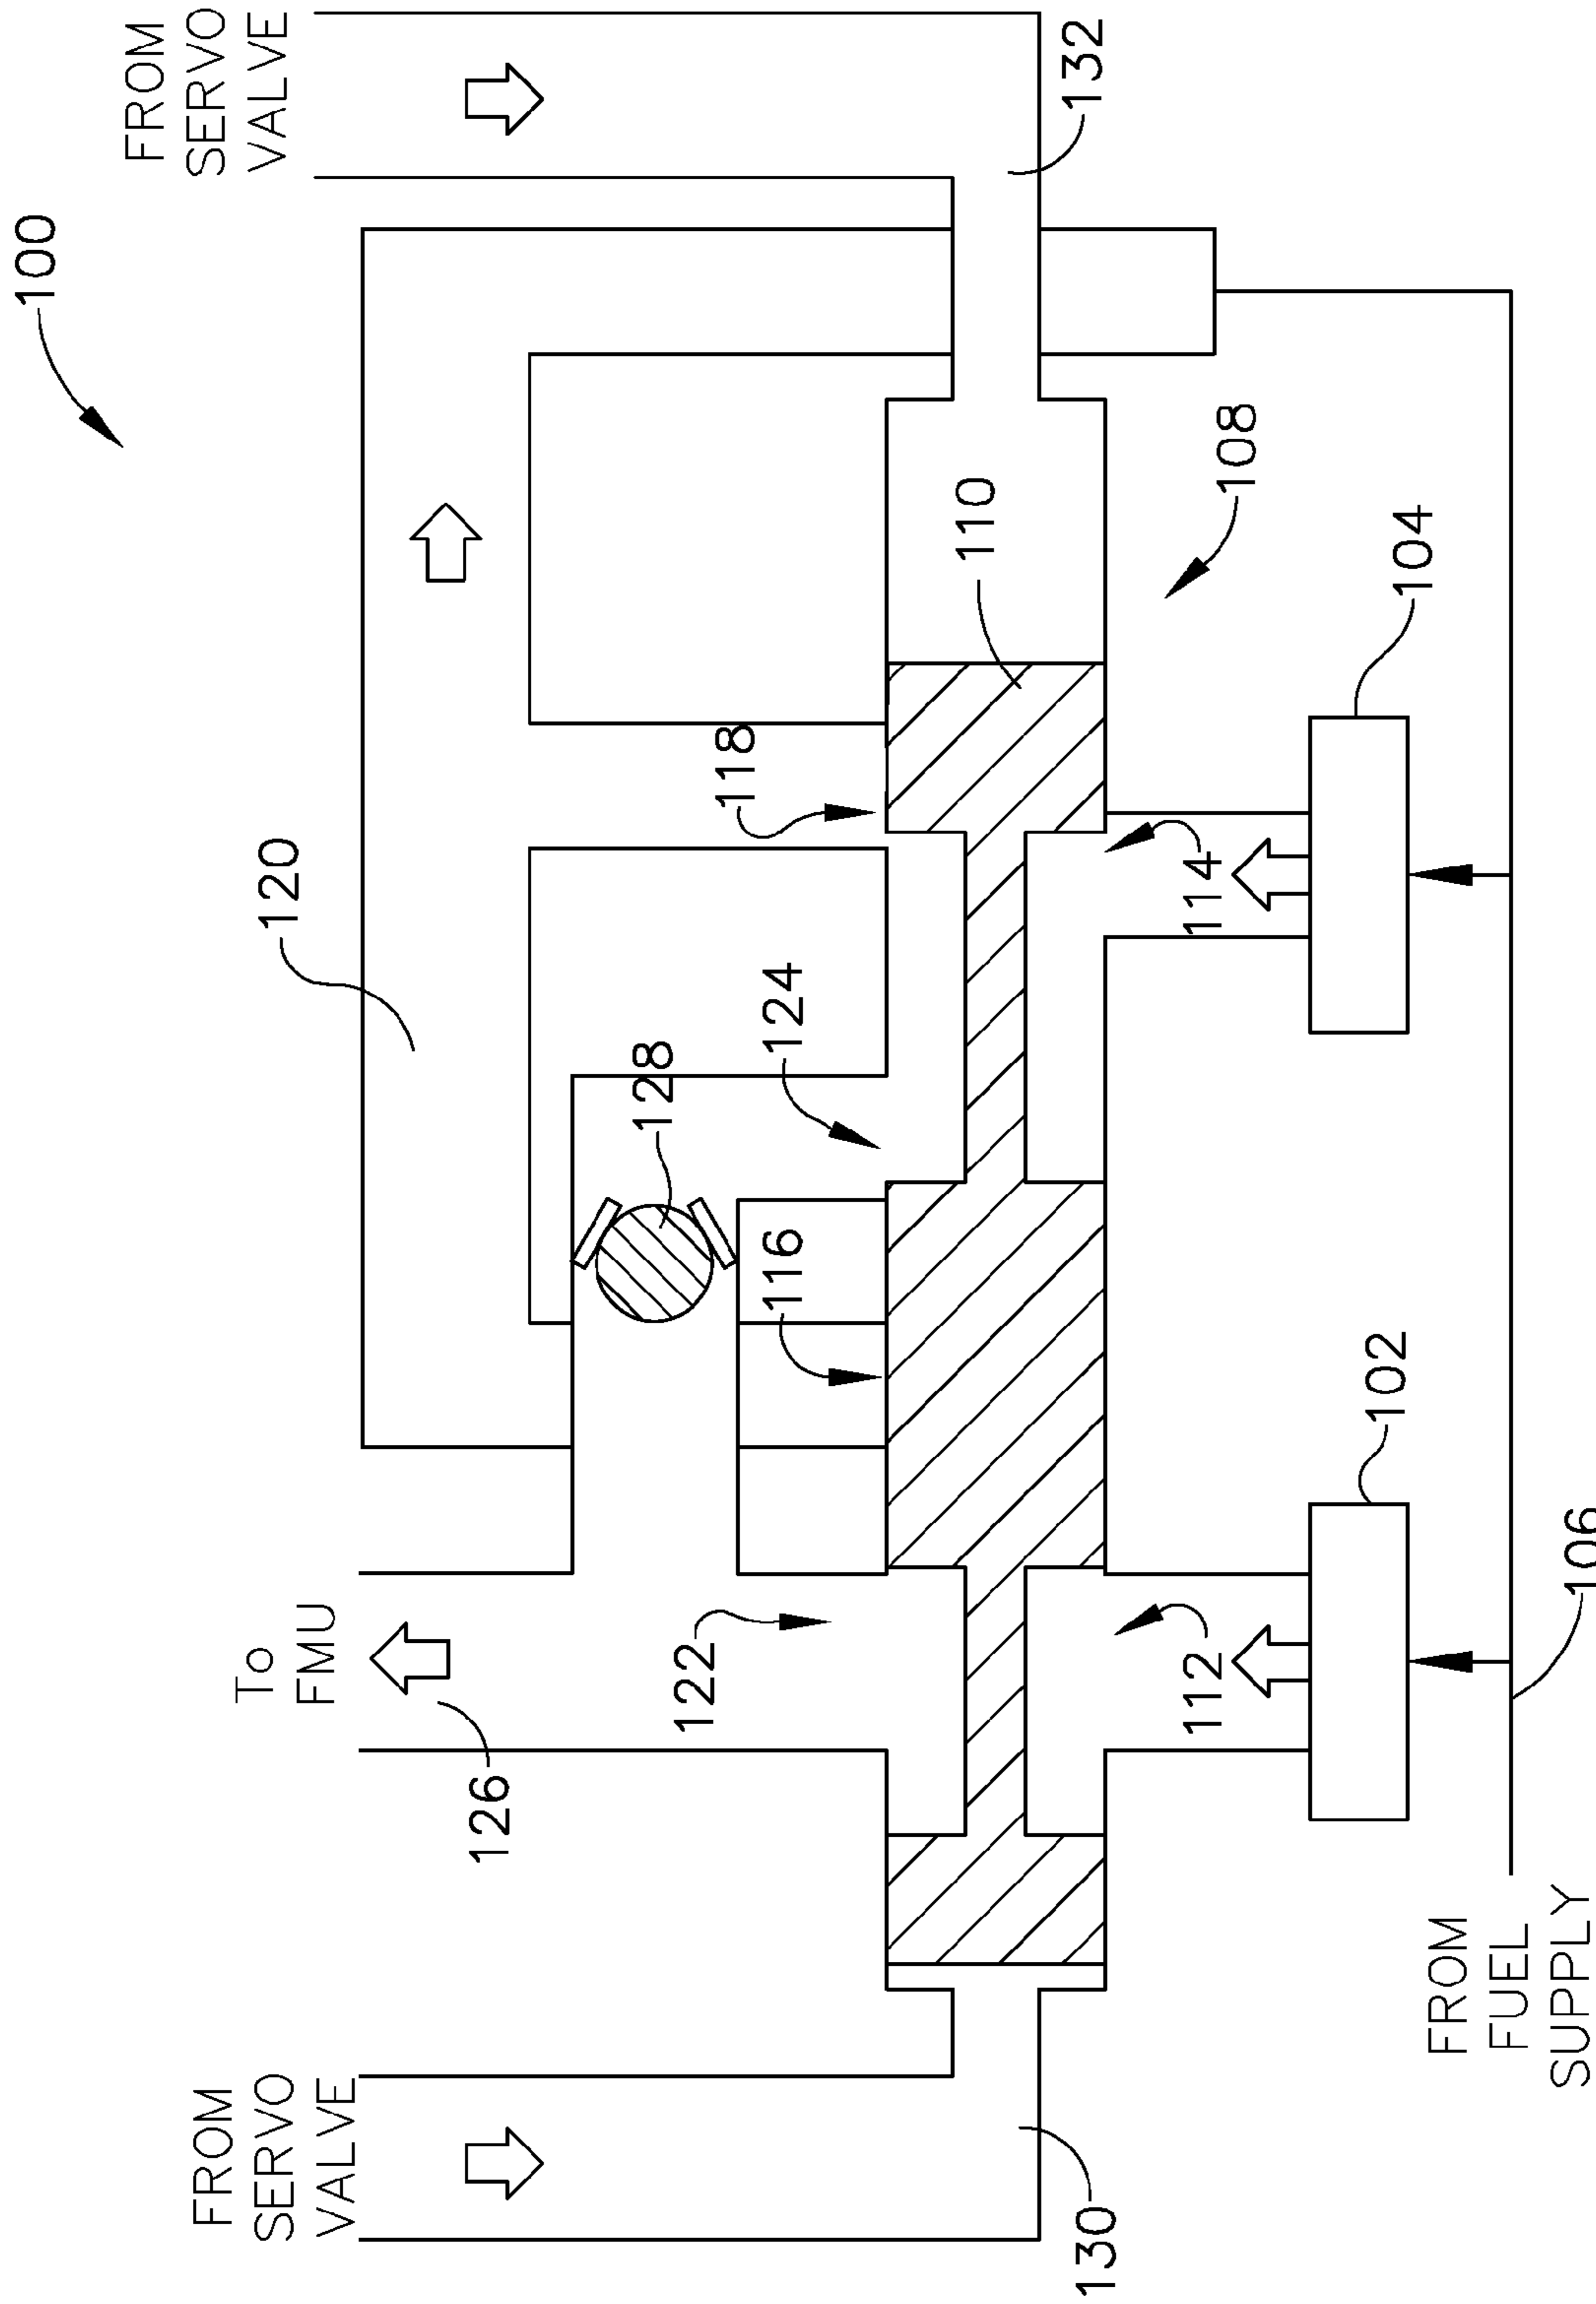 100
FROM
SERVO
VALVE
FROM
SERVO
VALVE
To
FMU
120
126
128
122
118
116
124
110
132
130
112
114
108
102
104
FROM
FUEL
SUPPLY
106